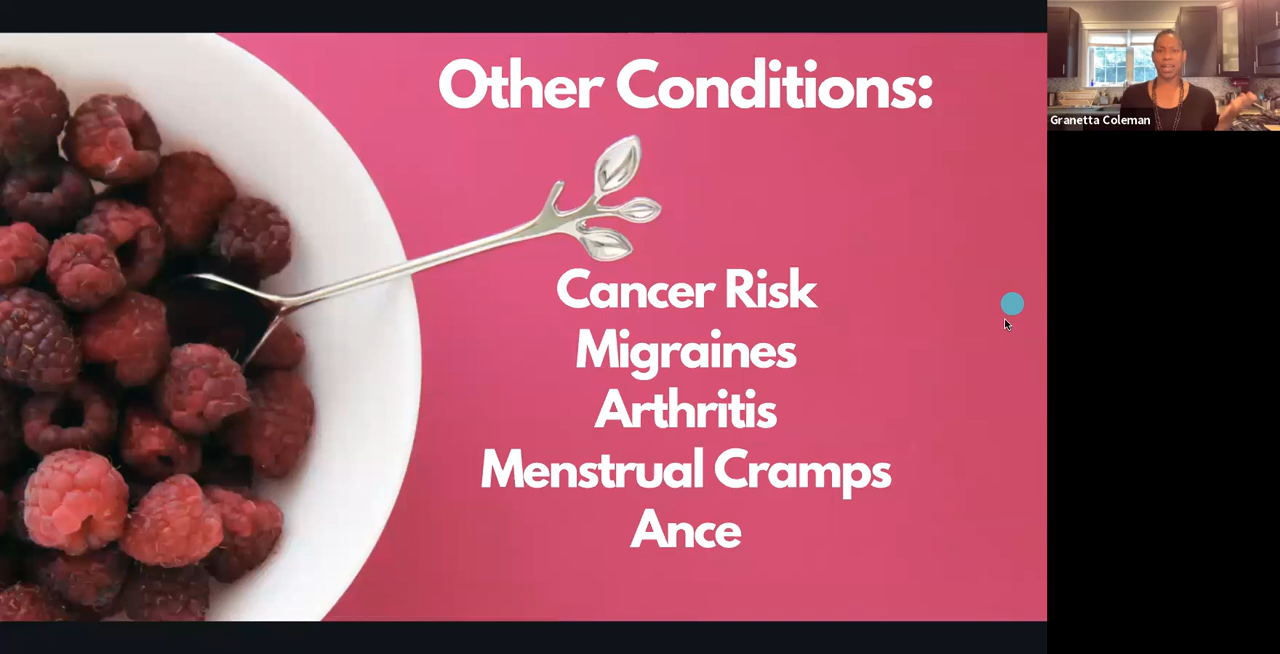 Other Conditions:
Cancer Risk
Migraines
Arthritis
Menstrual Cramps
Ance
Granetta Coleman